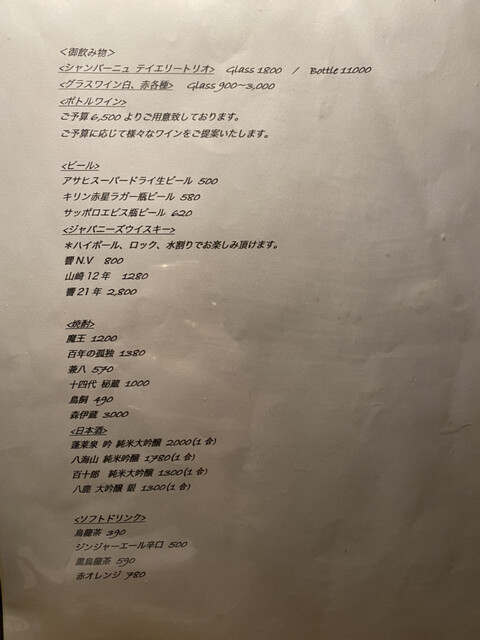 <御飲み物>
<シャンパーニュ テイエリートリオ> Glass 1800 / Bottle 11000
<グラスワイン白、赤各種> Glass 900〜3,000
<ボトルワイン>
ご予算 6,500 よりご用意致しております。
ご予算に応じて様々なワインをご提案いたします。
<ビール>
アサヒスーパードライ生ビール 500
キリン赤星ラガー瓶ビール 580
サッポロエビス瓶ビール 620
<ジャパニーズウイスキー>
＊ハイボール、ロック、水割りでお楽しみ頂けます。
響 N.V 800
山崎 12 年 1280
響 21 年 2,800
<焼酎>
魔王 1200
百年の孤独 1380
兼八 570
十四代 秘蔵 1000
鳥飼 490
森伊蔵 3000
<日本酒>
蓬莱泉 吟 純米大吟醸 2000(1 合)
八海山 純米吟醸 1780(1 合)
百十郎 純米大吟醸 1300(1 合)
八鹿 大吟醸 銀 1300(1 合)
<ソフトドリンク>
烏龍茶 390
ジンジャーエール辛口 500
黒烏龍茶 590
赤オレンジ 780